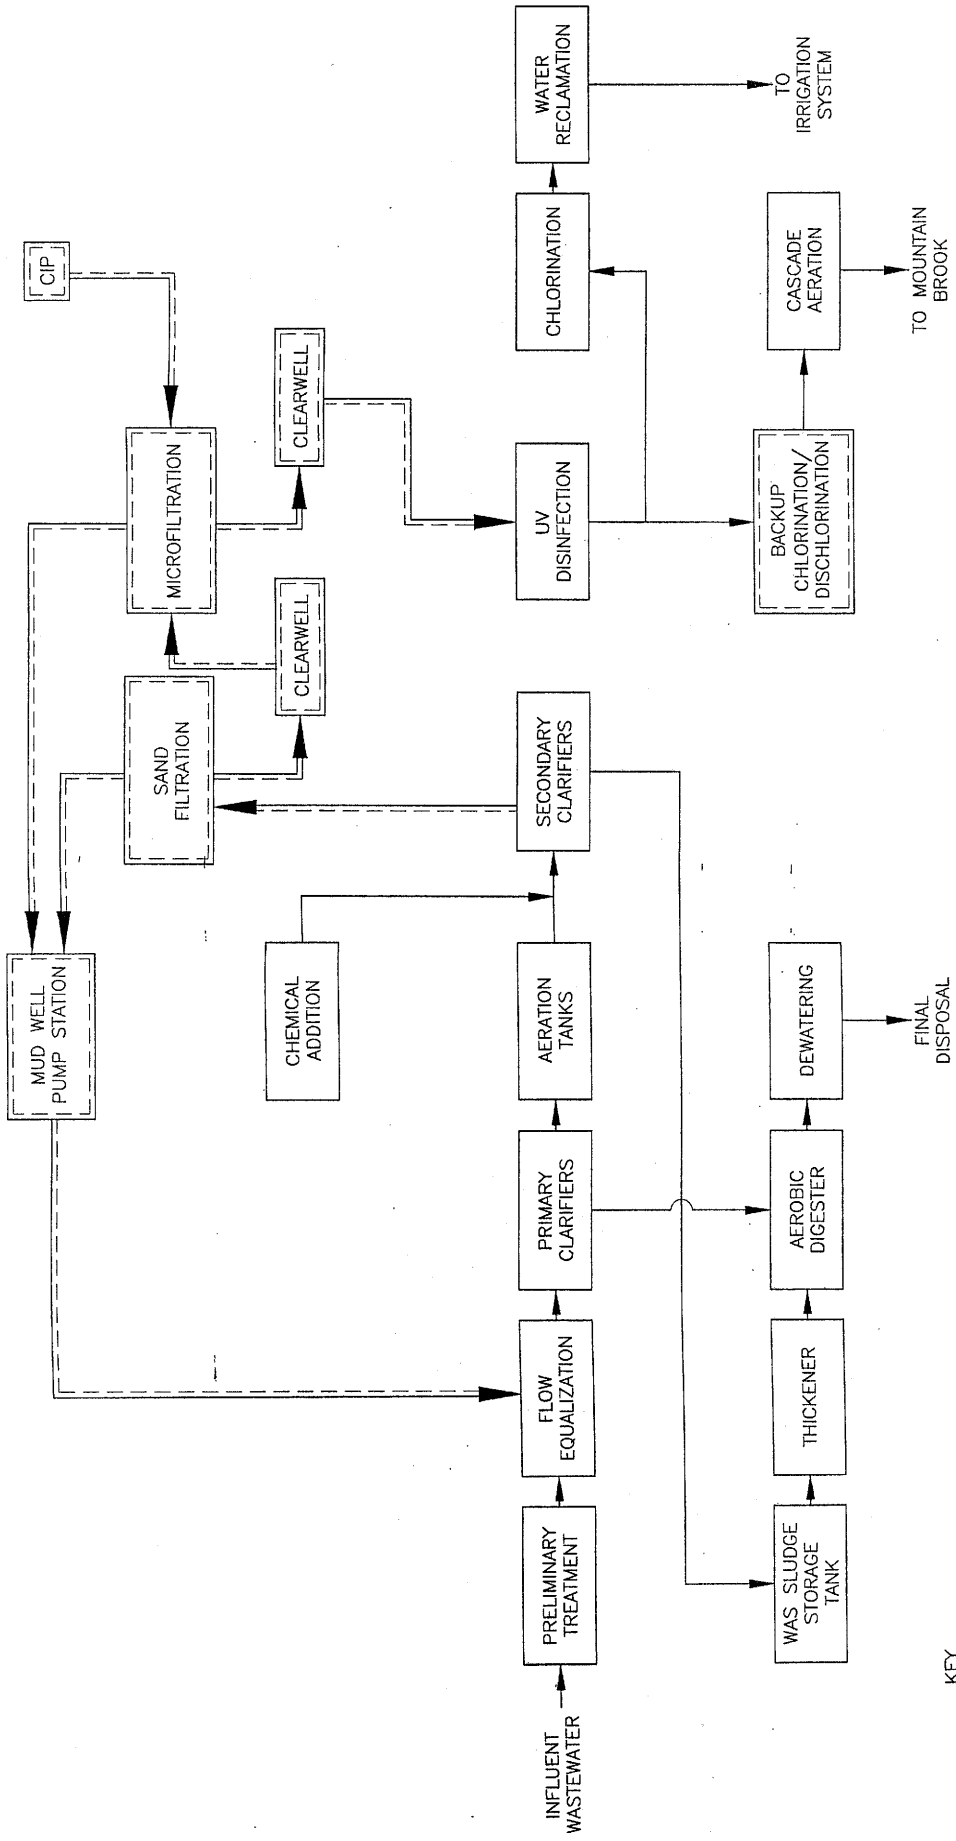 CIP
MUD WELL
PUMP STATION
SAND
FILTRATION
MICROFILTRATION
CLEARWELL
CLEARWELL
CHEMICAL
ADDITION
INFLUENT
WASTEWATER
PRELIMINARY
TREATMENT
FLOW
EQUALIZATION
PRIMARY
CLARIFIERS
AERATION
TANKS
SECONDARY
CLARIFIERS
UV
DISINFECTION
CHLORINATION
WATER
RECLAMATION
TO
IRRIGATION
SYSTEM
WAS SLUDGE
STORAGE
TANK
THICKENER
AEROBIC
DIGESTER
DEWATERING
FINAL
DISPOSAL
BACKUP
CHLORINATION/
DISCHLORINATION
CASCADE
AERATION
TO MOUNTAIN
BROOK
KEY